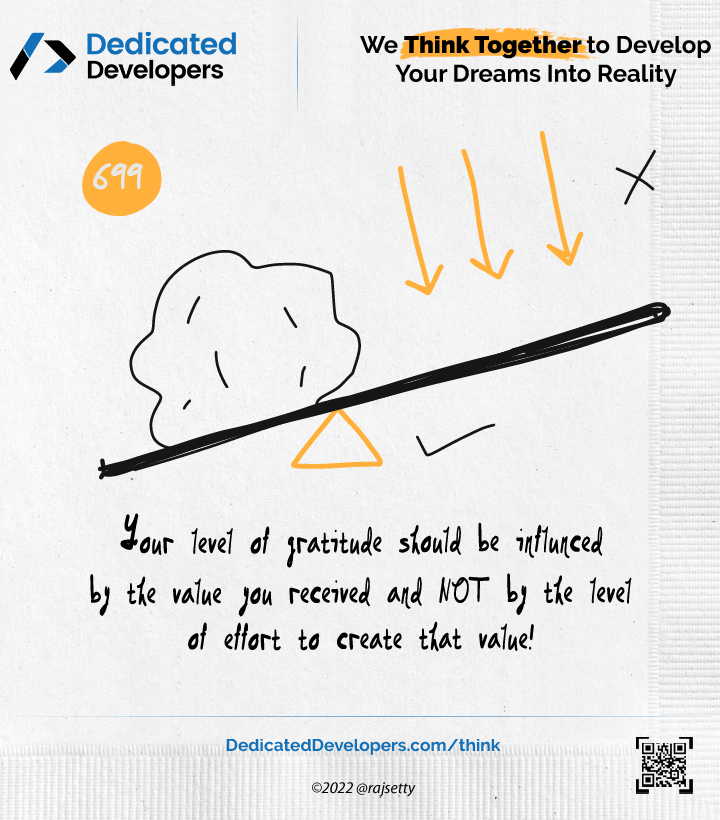 Dedicated
Developers
We Think Together to Develop
Your Dreams Into Reality
699
Your level of gratitude should be influnced
by the value you received and NOT by the level
of effort to create that value!
DedicatedDevelopers.com/think
©2022 @rajsetty